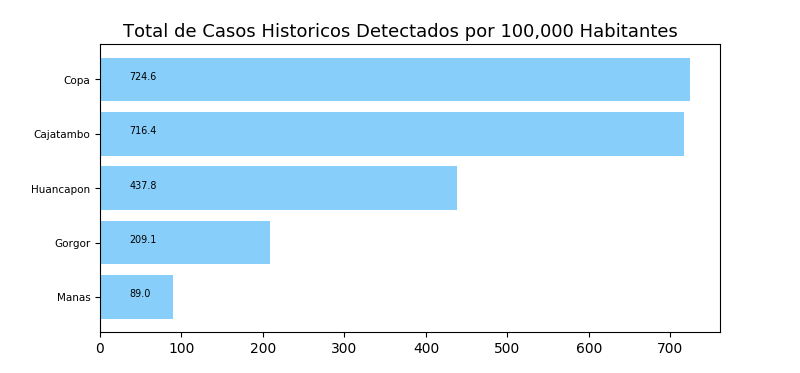 Total de Casos Historicos Detectados por 100,000 Habitantes
Copa 724.6
Cajatambo 716.4
Huancapon 437.8
Gorgor 209.1
Manas 89.0
0 100 200 300 400 500 600 700